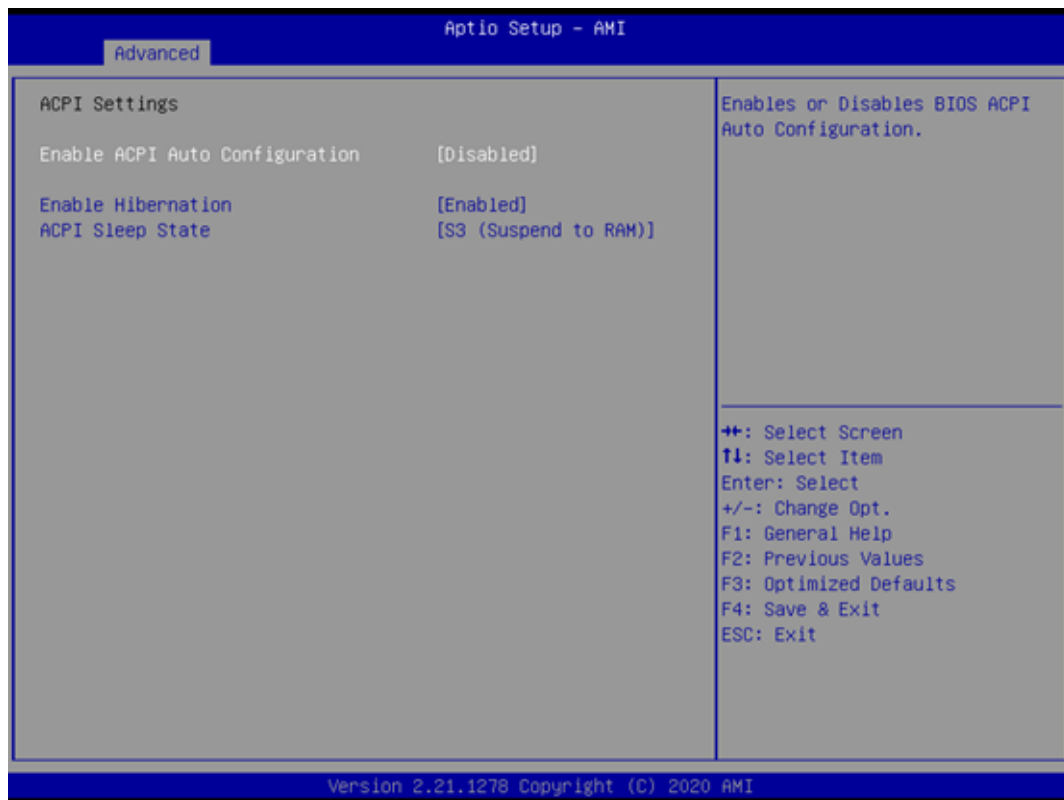 Aptio Setup – AMI
Advanced
ACPI Settings
Enable ACPI Auto Configuration [Disabled]
Enable Hibernation [Enabled]
ACPI Sleep State [S3 (Suspend to RAM)]
Enables or Disables BIOS ACPI
Auto Configuration.
→←: Select Screen
↑↓: Select Item
Enter: Select
+/-: Change Opt.
F1: General Help
F2: Previous Values
F3: Optimized Defaults
F4: Save & Exit
ESC: Exit
Version 2.21.1278 Copyright (C) 2020 AMI